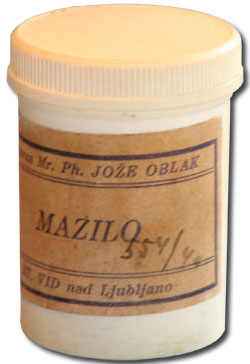 Mr. Ph. JOŽE OBLAK
MAZILO
VID nad Ljubljano